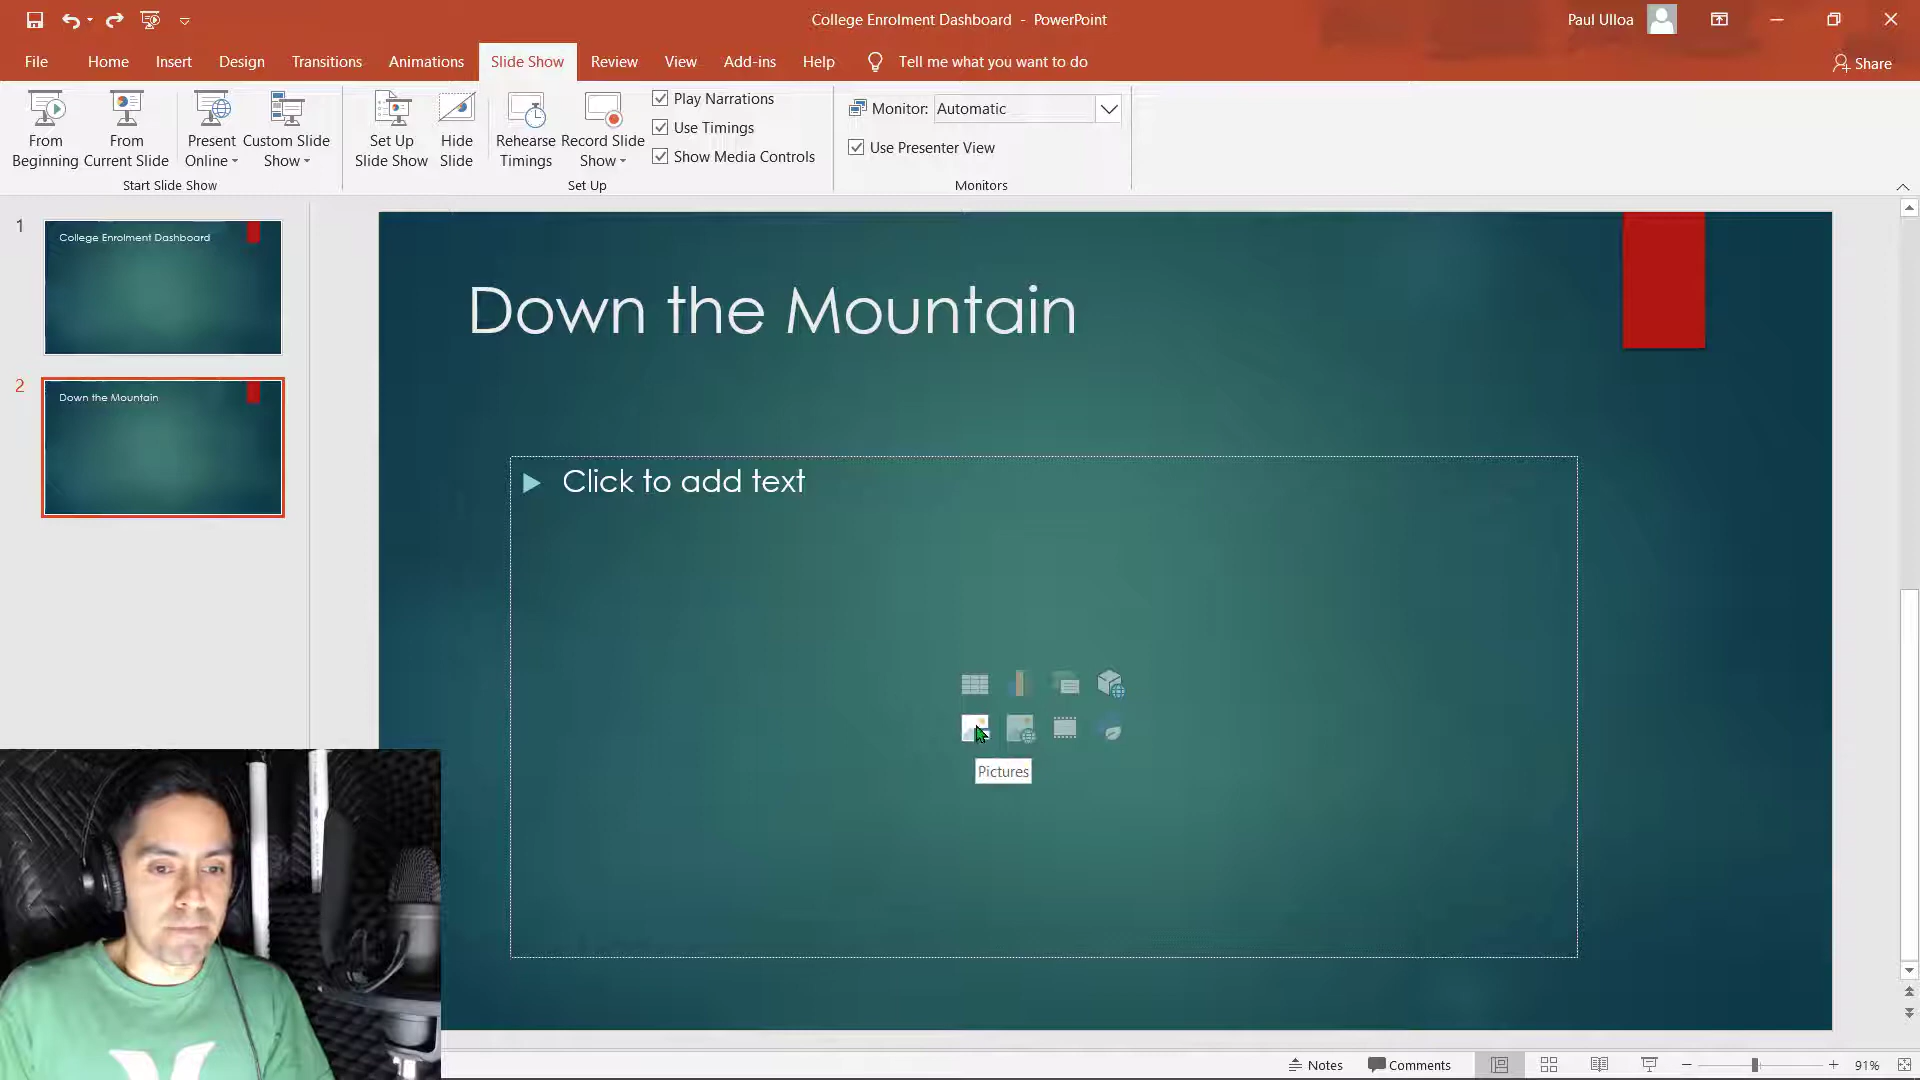 College Enrolment Dashboard - PowerPoint
Paul Ulloa
File Home Insert Design Transitions Animations Slide Show Review View Add-ins Help Tell me what you want to do
Share
From Beginning
From Current Slide
Present Online
Custom Slide Show
Set Up Slide Show
Hide Slide
Rehearse Timings
Record Slide Show
Play Narrations
Use Timings
Show Media Controls
Monitor: Automatic
Use Presenter View
Start Slide Show
Set Up
Monitors
1
College Enrolment Dashboard
2
Down the Mountain
Down the Mountain
Click to add text
Pictures
Notes
Comments
91%